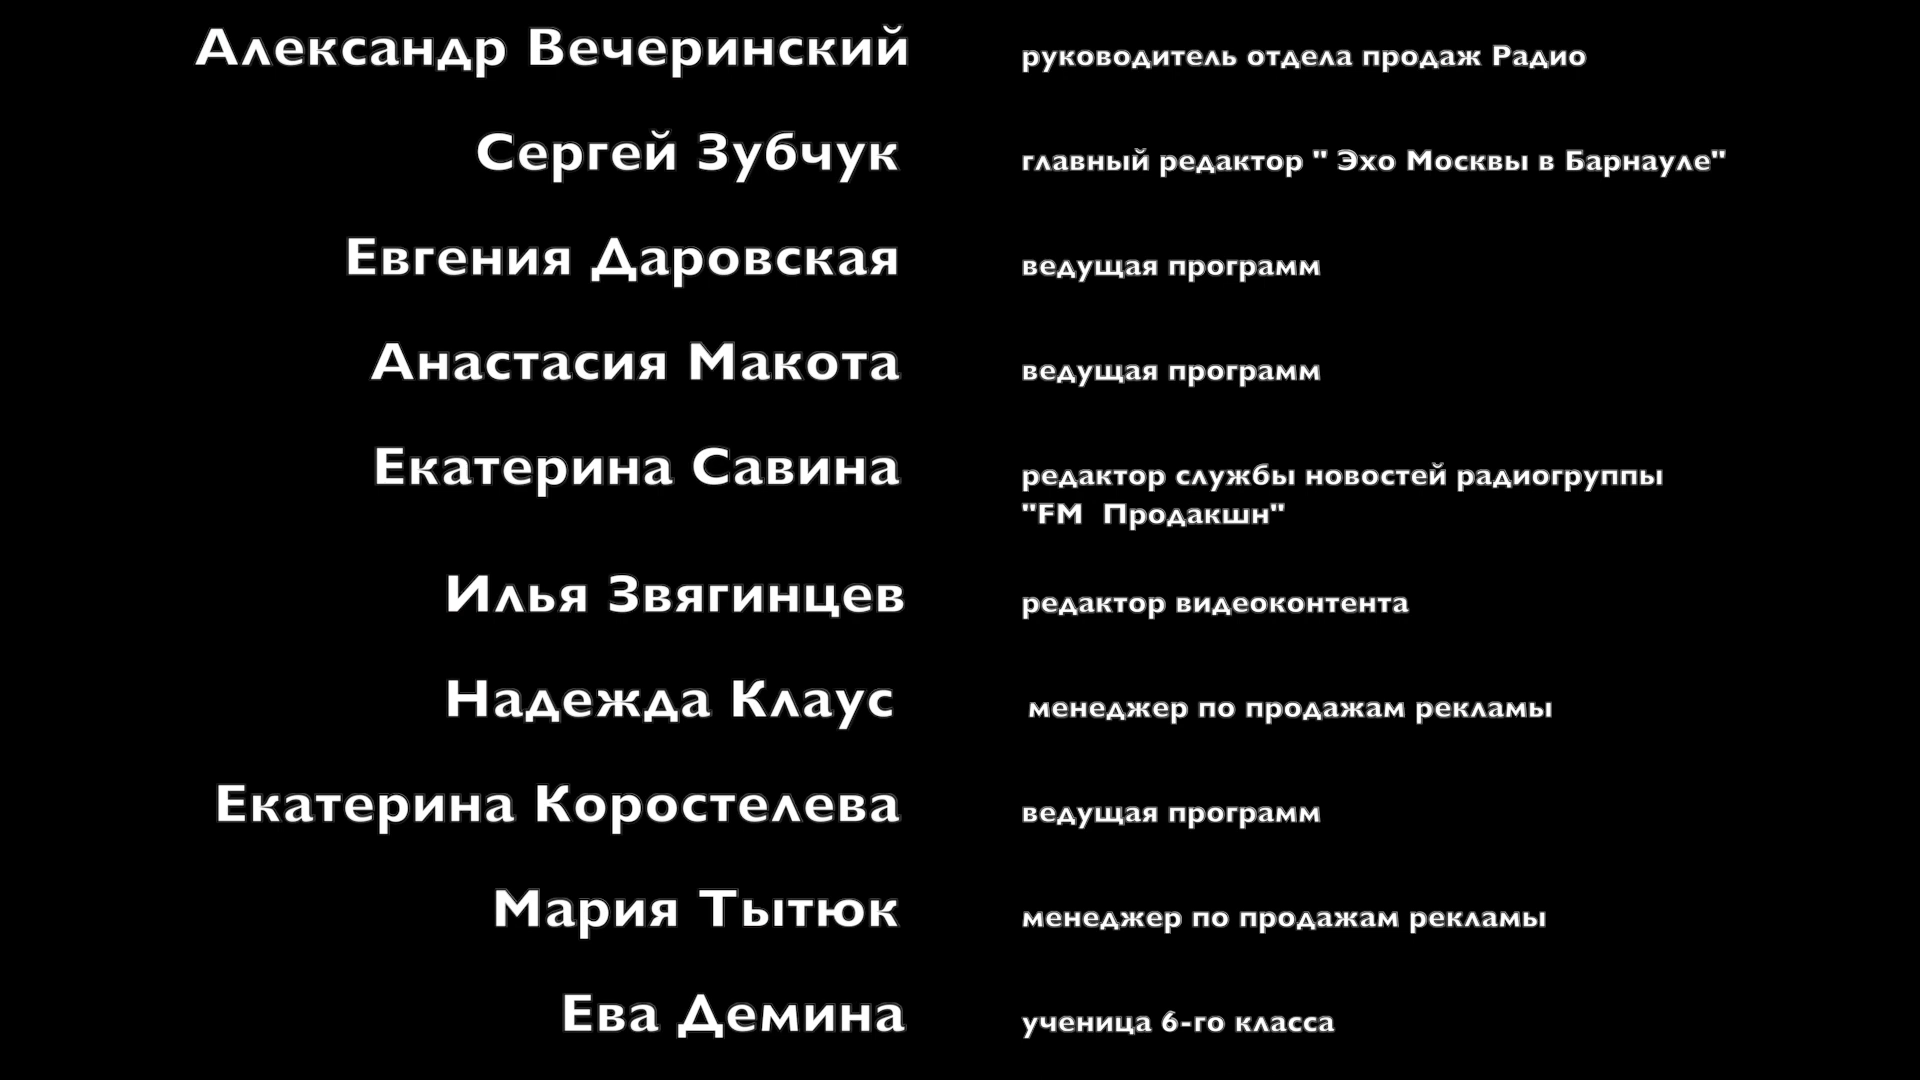 Александр Вечеринский руководитель отдела продаж Радио
Сергей Зубчук главный редактор " Эхо Москвы в Барнауле"
Евгения Даровская ведущая программ
Анастасия Макота ведущая программ
Екатерина Савина редактор службы новостей радиогруппы
"FM Продакшн"
Илья Звягинцев редактор видеоконтента
Надежда Клаус менеджер по продажам рекламы
Екатерина Коростелева ведущая программ
Мария Тытюк менеджер по продажам рекламы
Ева Демина ученица 6-го класса